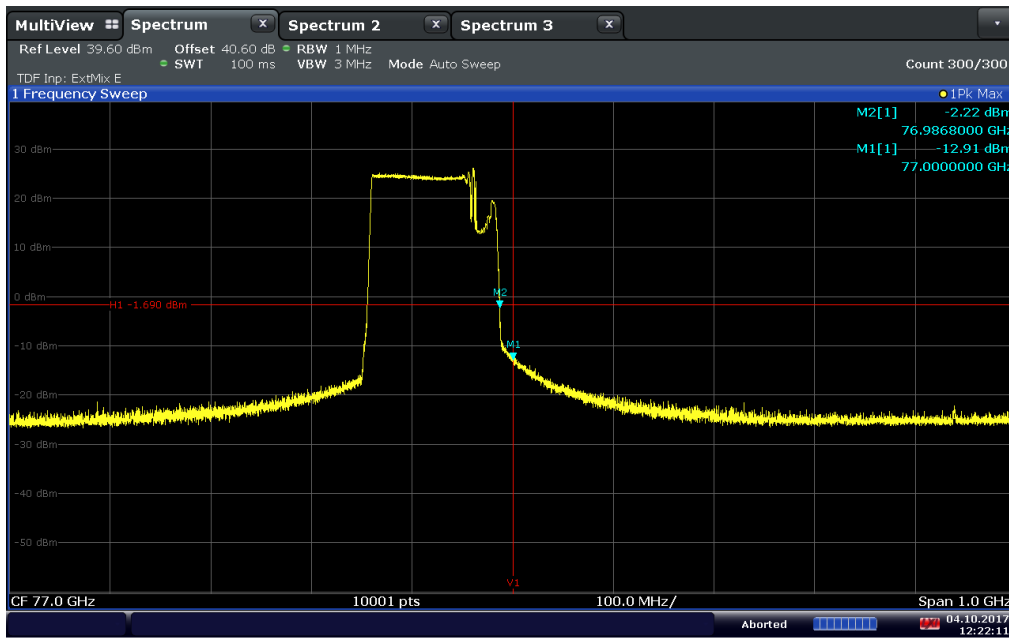 MultiView Spectrum X Spectrum 2 X Spectrum 3 X
Ref Level 39.60 dBm Offset 40.60 dB RBW 1 MHz
SWT 100 ms VBW 3 MHz Mode Auto Sweep Count 300/300
TDF Inp: ExtMix E
1 Frequency Sweep 1Pk Max
M2[1] -2.22 dBm
76.9868000 GHz
M1[1] -12.91 dBm
77.0000000 GHz
30 dBm
20 dBm
10 dBm
0 dBm
M2
H1 -1.690 dBm
-10 dBm
M1
-20 dBm
-30 dBm
-40 dBm
-50 dBm
V1
CF 77.0 GHz 10001 pts 100.0 MHz/ Span 1.0 GHz
Aborted 04.10.2017
12:22:11